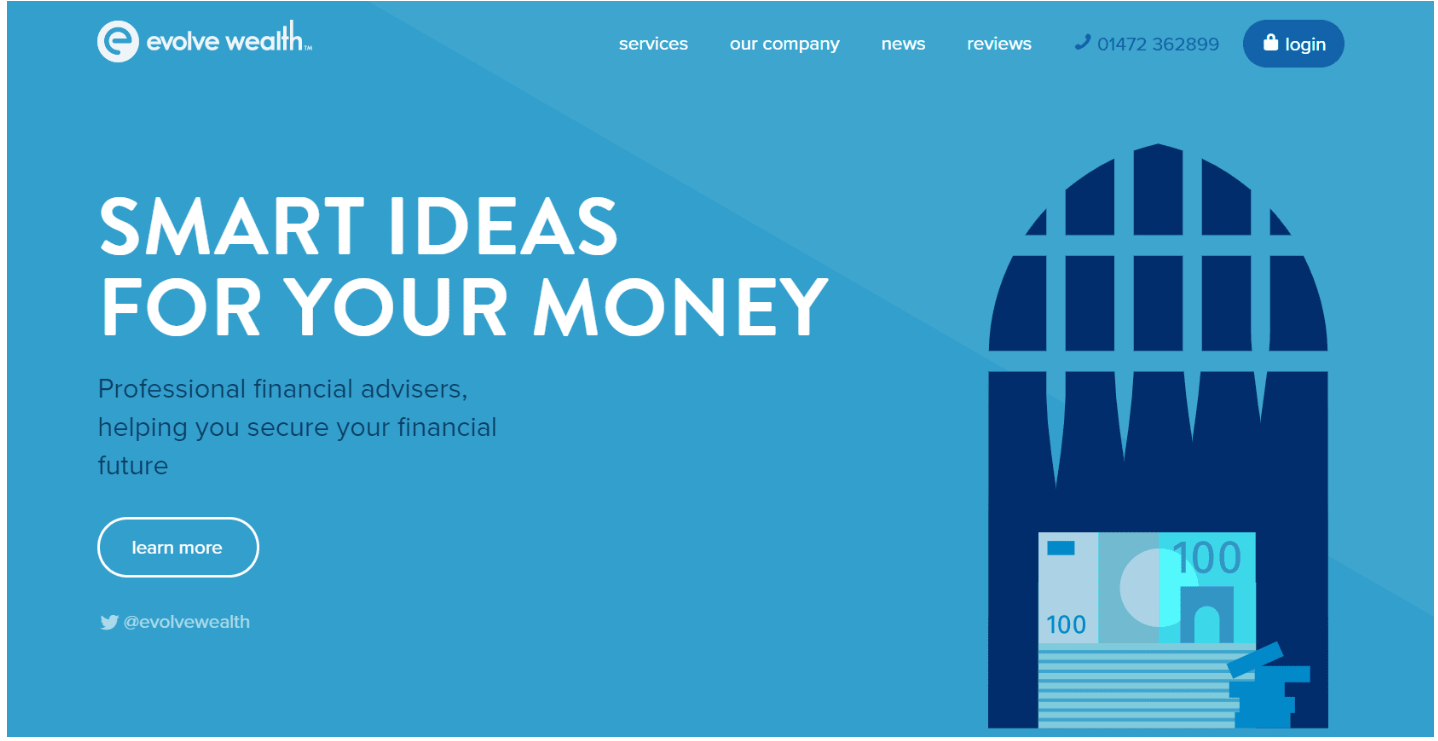 evolve wealth™
services our company news reviews 01472 362899 login
SMART IDEAS
FOR YOUR MONEY
Professional financial advisers,
helping you secure your financial
future
learn more
@evolvewealth
100
100